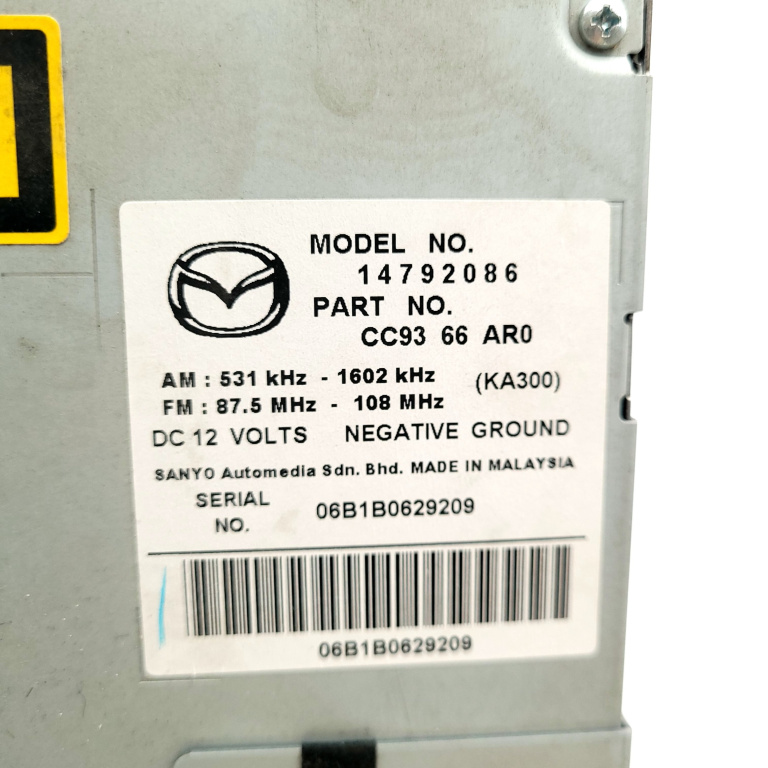 MODEL NO.
14792086
PART NO.
CC93 66 AR0
AM : 531 kHz - 1602 kHz (KA300)
FM : 87.5 MHz - 108 MHz
DC 12 VOLTS NEGATIVE GROUND
SANYO Automedia Sdn. Bhd. MADE IN MALAYSIA
SERIAL NO. 06B1B0629209
06B1B0629209